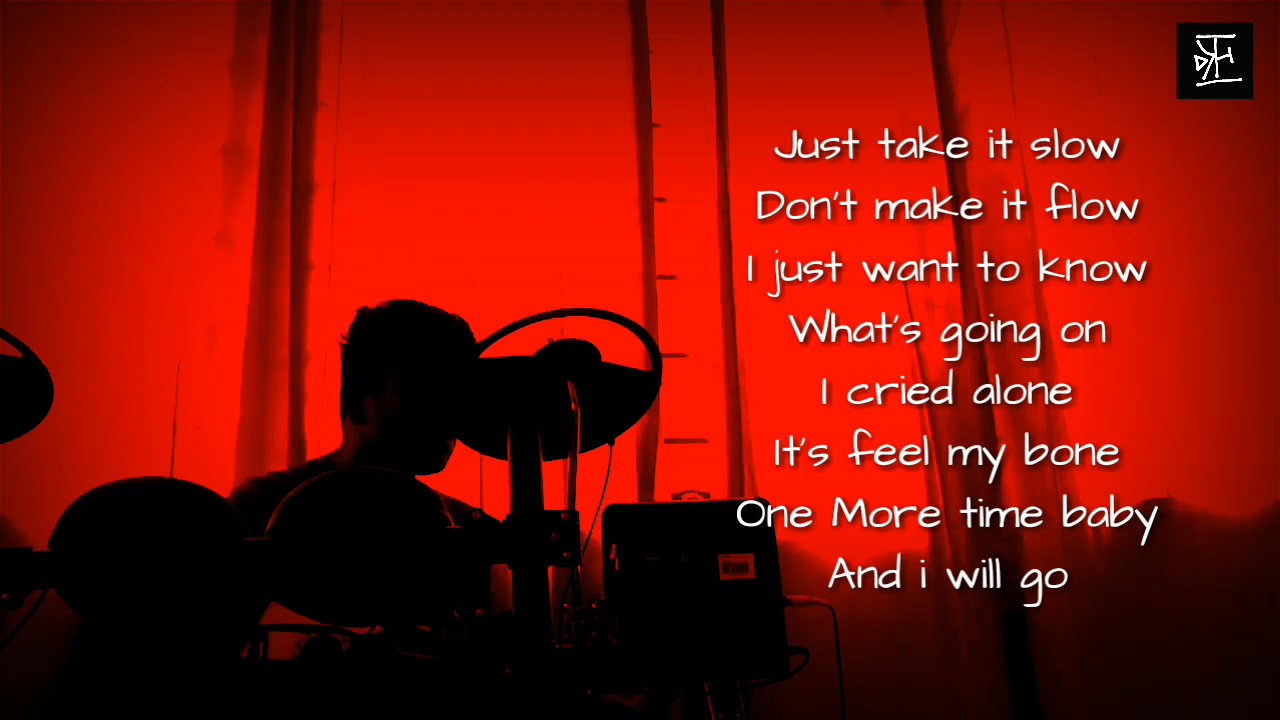 Just take it slow
Don't make it flow
I just want to know
What's going on
I cried alone
It's feel my bone
One More time baby
And i will go